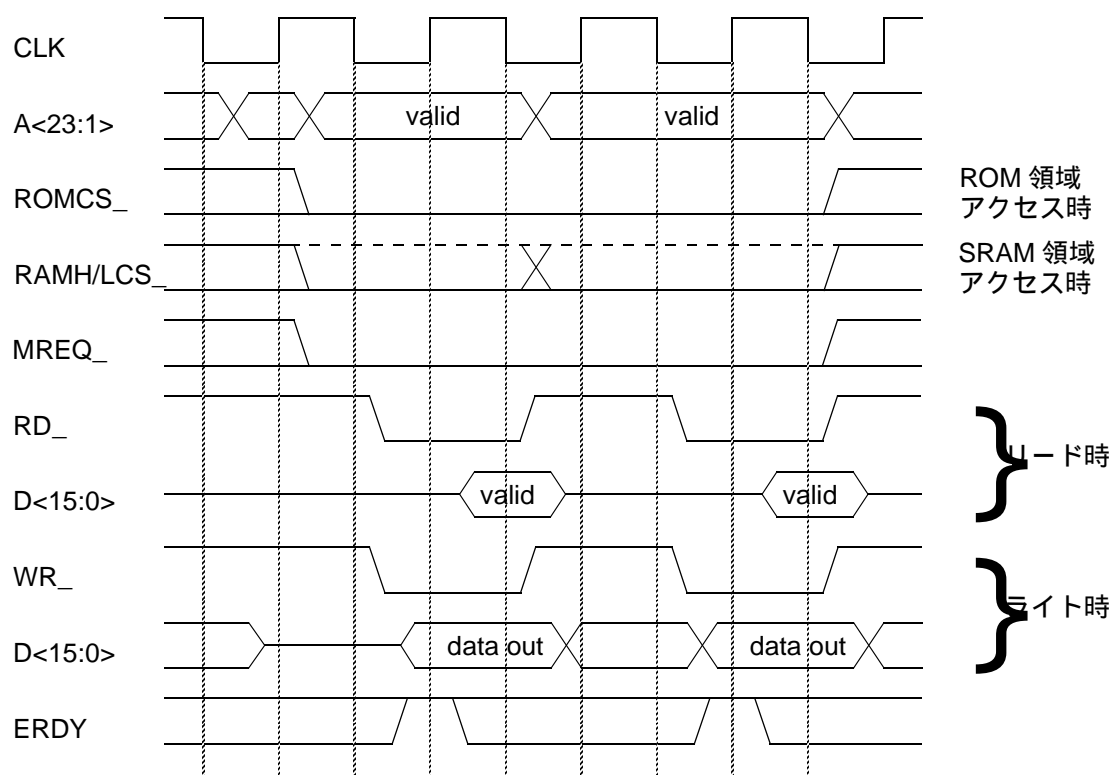 CLK
A<23:1>
valid
valid
ROMCS_
ROM 領域
アクセス時
RAMH/LCS_
SRAM 領域
アクセス時
MREQ_
RD_
リード時
D<15:0>
valid
valid
WR_
ライト時
D<15:0>
data out
data out
ERDY